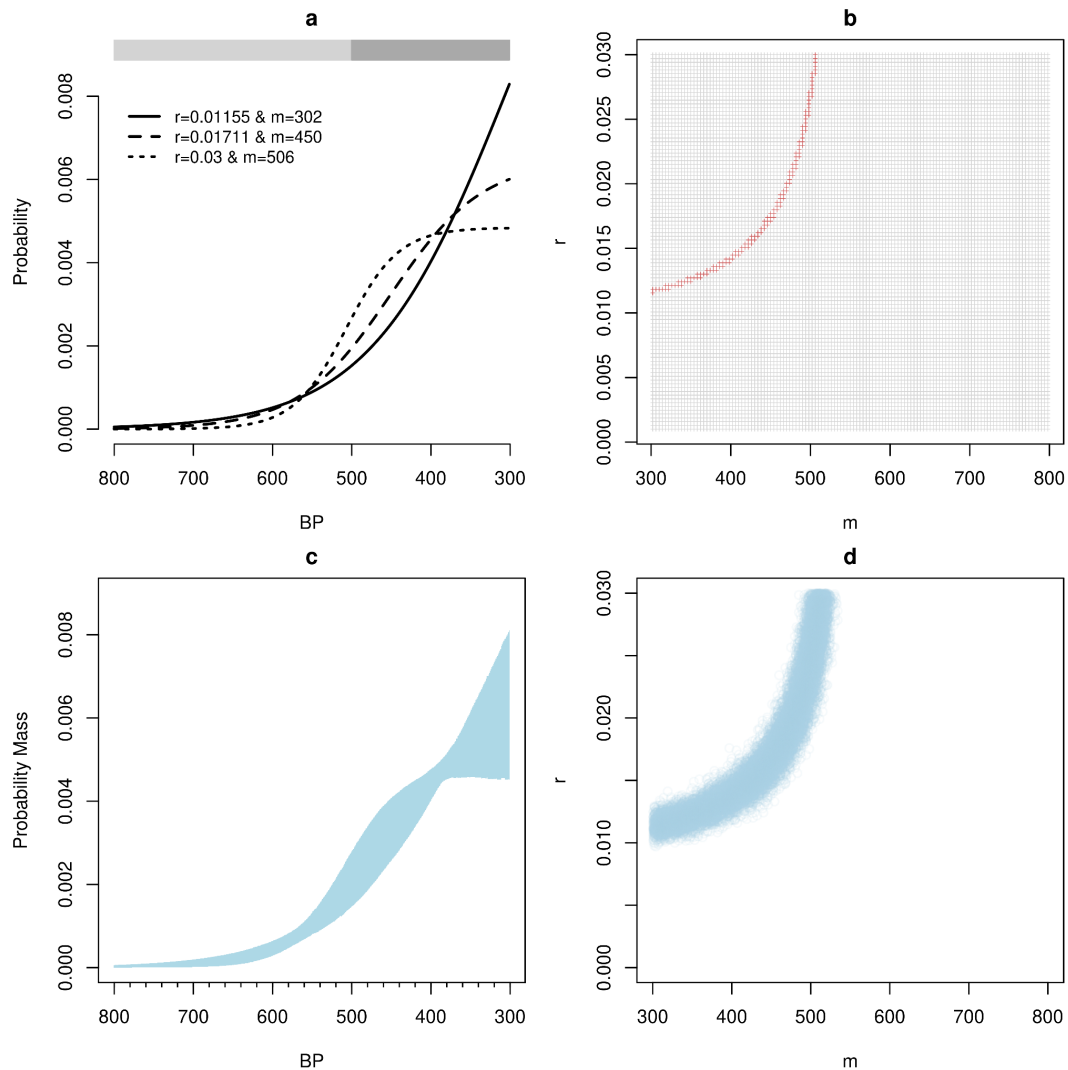 a
Probability
0.000 0.002 0.004 0.006 0.008
r=0.01155 & m=302
r=0.01711 & m=450
r=0.03 & m=506
800 700 600 500 400 300
BP
b
r
0.000 0.005 0.010 0.015 0.020 0.025 0.030
300 400 500 600 700 800
m
c
Probability Mass
0.000 0.002 0.004 0.006 0.008
800 700 600 500 400 300
BP
d
r
0.000 0.010 0.020 0.030
300 400 500 600 700 800
m